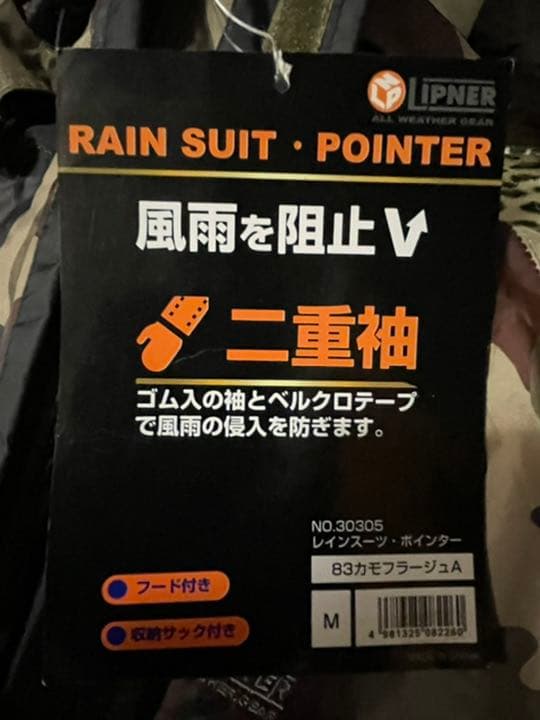 LIPNER
ALL WEATHER GEAR
RAIN SUIT・POINTER
風雨を阻止
二重袖
ゴム入の袖とベルクロテープ
で風雨の侵入を防ぎます。
NO.30305
レインスーツ・ポインター
83カモフラージュA
フード付き
M
4 981325 082260
収納サック付き